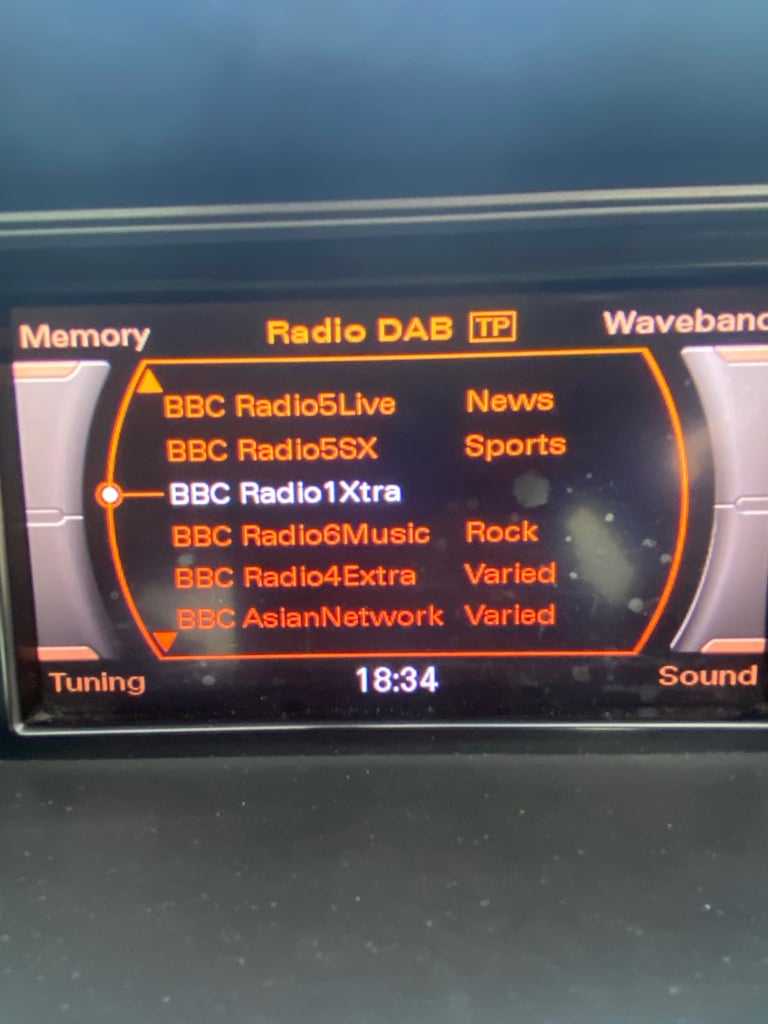 Memory Radio DAB TP Waveband
BBC Radio5Live News
BBC Radio5SX Sports
BBC Radio1Xtra
BBC Radio6Music Rock
BBC Radio4Extra Varied
BBC AsianNetwork Varied
Tuning 18:34 Sound